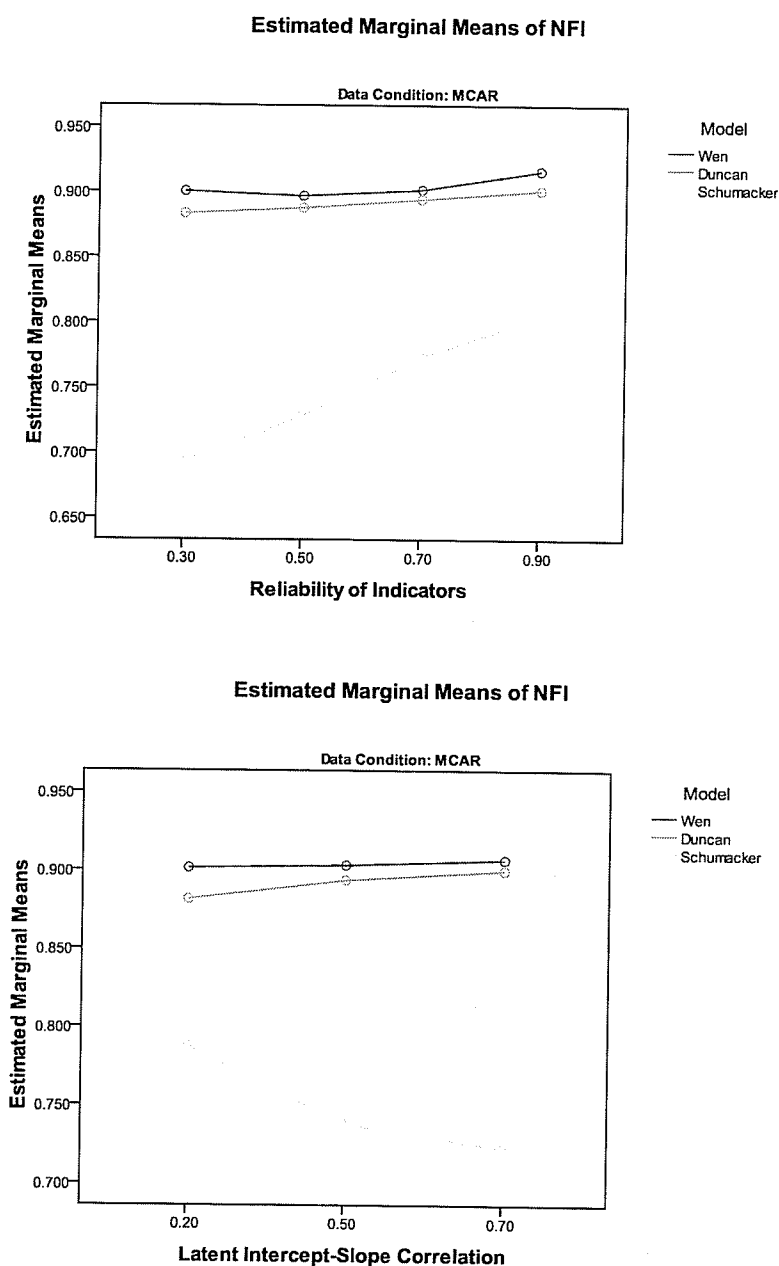 Estimated Marginal Means of NFI
Data Condition: MCAR
Estimated Marginal Means
0.950
0.900
0.850
0.800
0.750
0.700
0.650
0.30
0.50
0.70
0.90
Reliability of Indicators
Model
Wen
Duncan
Schumacker
Estimated Marginal Means of NFI
Data Condition: MCAR
Estimated Marginal Means
0.950
0.900
0.850
0.800
0.750
0.700
0.20
0.50
0.70
Latent Intercept-Slope Correlation
Model
Wen
Duncan
Schumacker